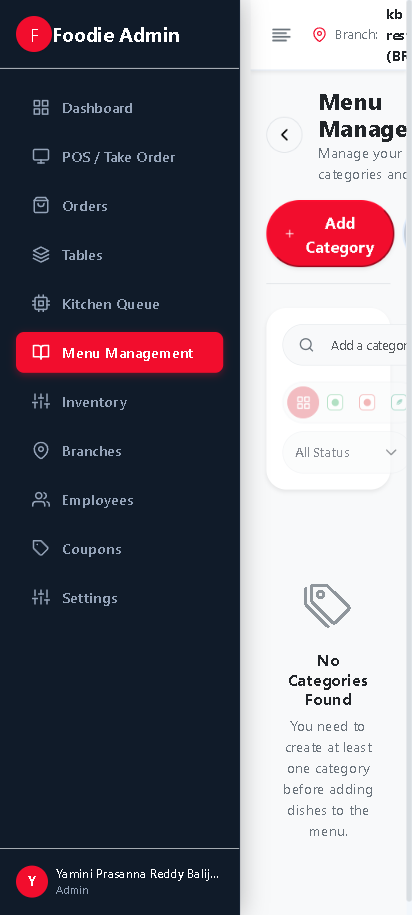 F Foodie Admin
Dashboard
POS / Take Order
Orders
Tables
Kitchen Queue
Menu Management
Inventory
Branches
Employees
Coupons
Settings
Y
Yamini Prasanna Reddy Balij...
Admin
Branch:
kb
res
(BR
Menu
Manage
Manage your
categories and
+ Add
Category
Add a categor
All Status
No
Categories
Found
You need to
create at least
one category
before adding
dishes to the
menu.